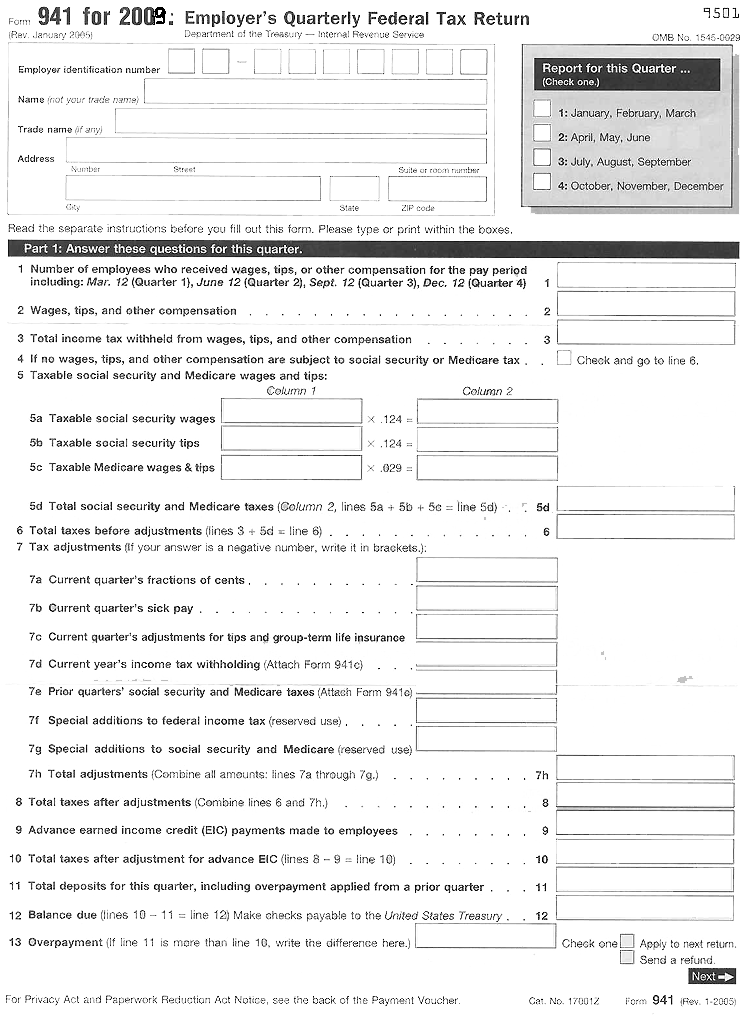 Form 941 for 2009: Employer's Quarterly Federal Tax Return
9501
(Rev. January 2005)
Department of the Treasury — Internal Revenue Service
OMB No. 1545-0029
Employer identification number
–
Name (not your trade name)
Trade name (if any)
Address
Number Street Suite or room number
City State ZIP code
Report for this Quarter ...
(Check one.)
1: January, February, March
2: April, May, June
3: July, August, September
4: October, November, December
Read the separate instructions before you fill out this form. Please type or print within the boxes.
Part 1: Answer these questions for this quarter.
1 Number of employees who received wages, tips, or other compensation for the pay period
including: Mar. 12 (Quarter 1), June 12 (Quarter 2), Sept. 12 (Quarter 3), Dec. 12 (Quarter 4) 1
2 Wages, tips, and other compensation . . . . . . . . . . . . . . . . . 2
3 Total income tax withheld from wages, tips, and other compensation . . . . . . . 3
4 If no wages, tips, and other compensation are subject to social security or Medicare tax . . Check and go to line 6.
5 Taxable social security and Medicare wages and tips:
Column 1 Column 2
5a Taxable social security wages × .124 =
5b Taxable social security tips × .124 =
5c Taxable Medicare wages & tips × .029 =
5d Total social security and Medicare taxes (Column 2, lines 5a + 5b + 5c = line 5d) . . 5d
6 Total taxes before adjustments (lines 3 + 5d = line 6) . . . . . . . . . . . . 6
7 Tax adjustments (If your answer is a negative number, write it in brackets.):
7a Current quarter's fractions of cents . . . . . . . . . . .
7b Current quarter's sick pay . . . . . . . . . . . . . .
7c Current quarter's adjustments for tips and group-term life insurance
7d Current year's income tax withholding (Attach Form 941c) . . .
7e Prior quarters' social security and Medicare taxes (Attach Form 941c)
7f Special additions to federal income tax (reserved use) . . . . .
7g Special additions to social security and Medicare (reserved use)
7h Total adjustments (Combine all amounts: lines 7a through 7g.) . . . . . . . . 7h
8 Total taxes after adjustments (Combine lines 6 and 7h.) . . . . . . . . . . . 8
9 Advance earned income credit (EIC) payments made to employees . . . . . . . . 9
10 Total taxes after adjustment for advance EIC (lines 8 – 9 = line 10) . . . . . . . . 10
11 Total deposits for this quarter, including overpayment applied from a prior quarter . . . 11
12 Balance due (lines 10 – 11 = line 12) Make checks payable to the United States Treasury . . 12
13 Overpayment (If line 11 is more than line 10, write the difference here.) Check one Apply to next return.
Send a refund.
Next
For Privacy Act and Paperwork Reduction Act Notice, see the back of the Payment Voucher. Cat. No. 17001Z Form 941 (Rev. 1-2005)